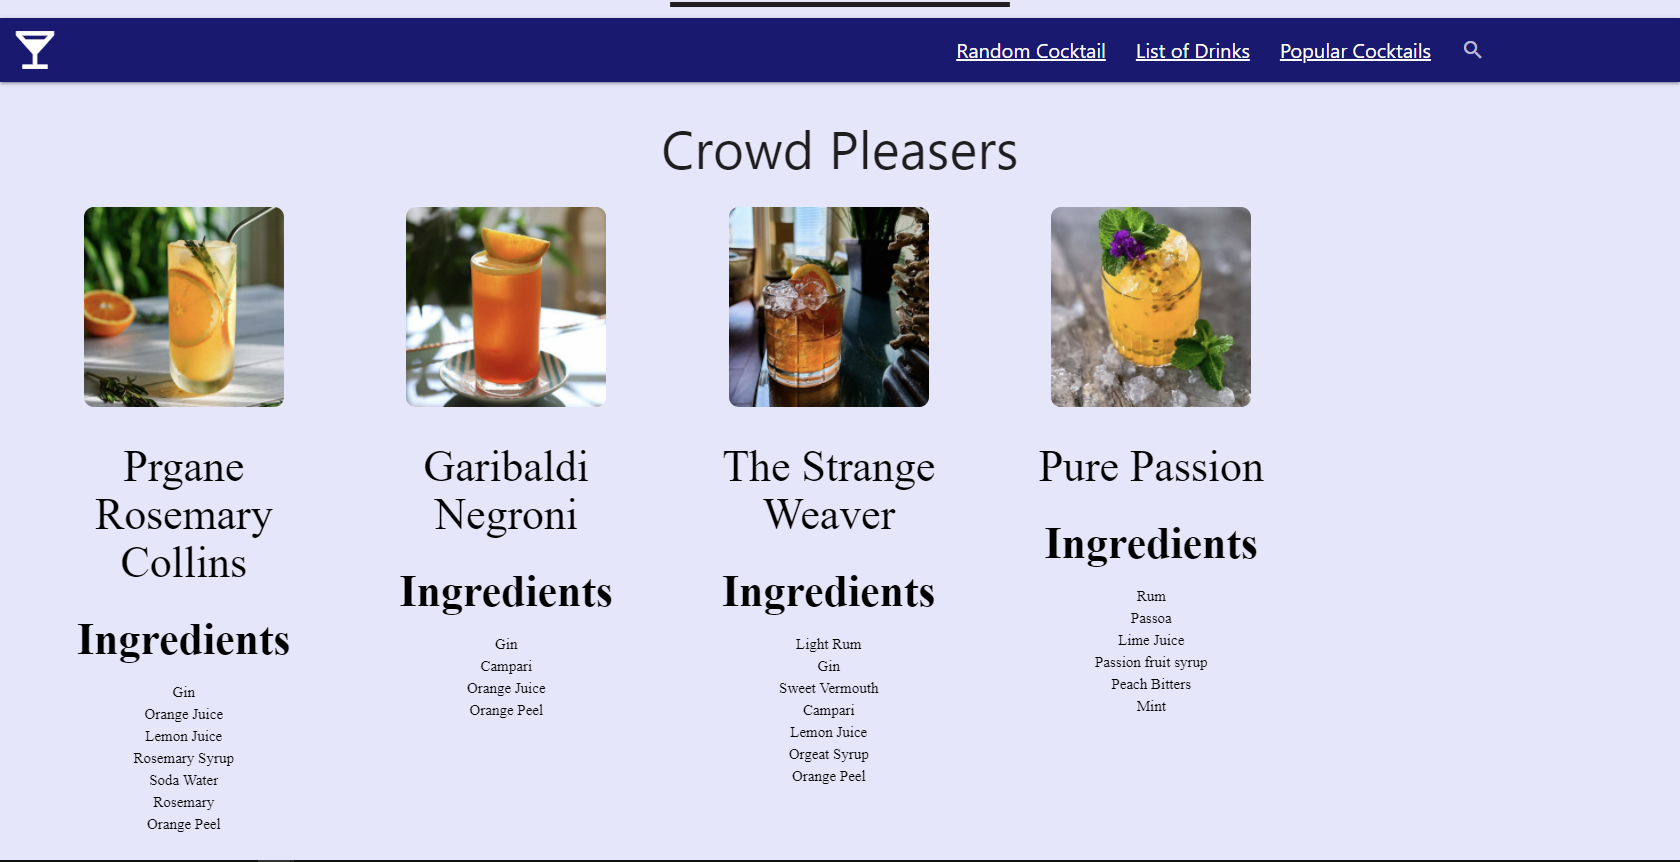 Random Cocktail
List of Drinks
Popular Cocktails
Crowd Pleasers
Prgane
Rosemary
Collins
Ingredients
Gin
Orange Juice
Lemon Juice
Rosemary Syrup
Soda Water
Rosemary
Orange Peel
Garibaldi
Negroni
Ingredients
Gin
Campari
Orange Juice
Orange Peel
The Strange
Weaver
Ingredients
Light Rum
Gin
Sweet Vermouth
Campari
Lemon Juice
Orgeat Syrup
Orange Peel
Pure Passion
Ingredients
Rum
Passoa
Lime Juice
Passion fruit syrup
Peach Bitters
Mint